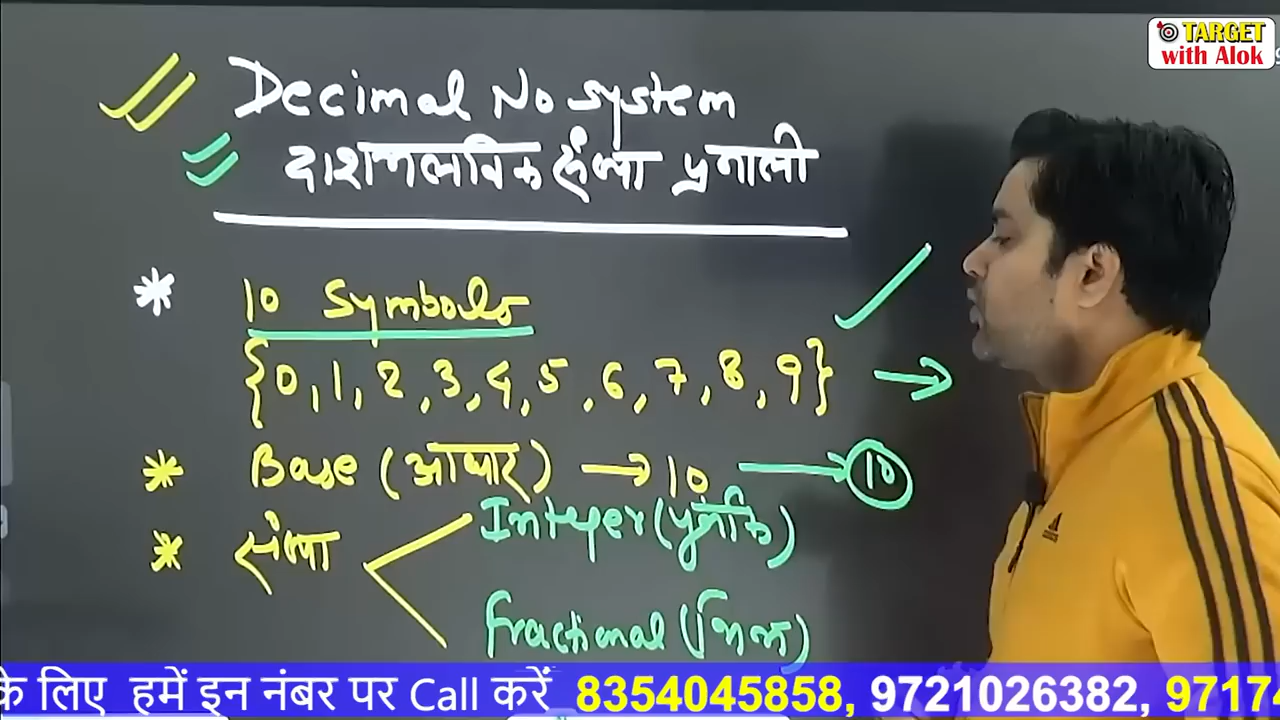 TARGET
with Alok
Decimal No system
दाशमलविक संख्या प्रनाली
10 Symbols
{0, 1, 2, 3, 4, 5, 6, 7, 8, 9}
Base (आधार) → 10 → 10
संख्या
Integer (पूर्नांक)
fractional (भिन्न)
के लिए हमें इन नंबर पर Call करें 8354045858, 9721026382, 9717